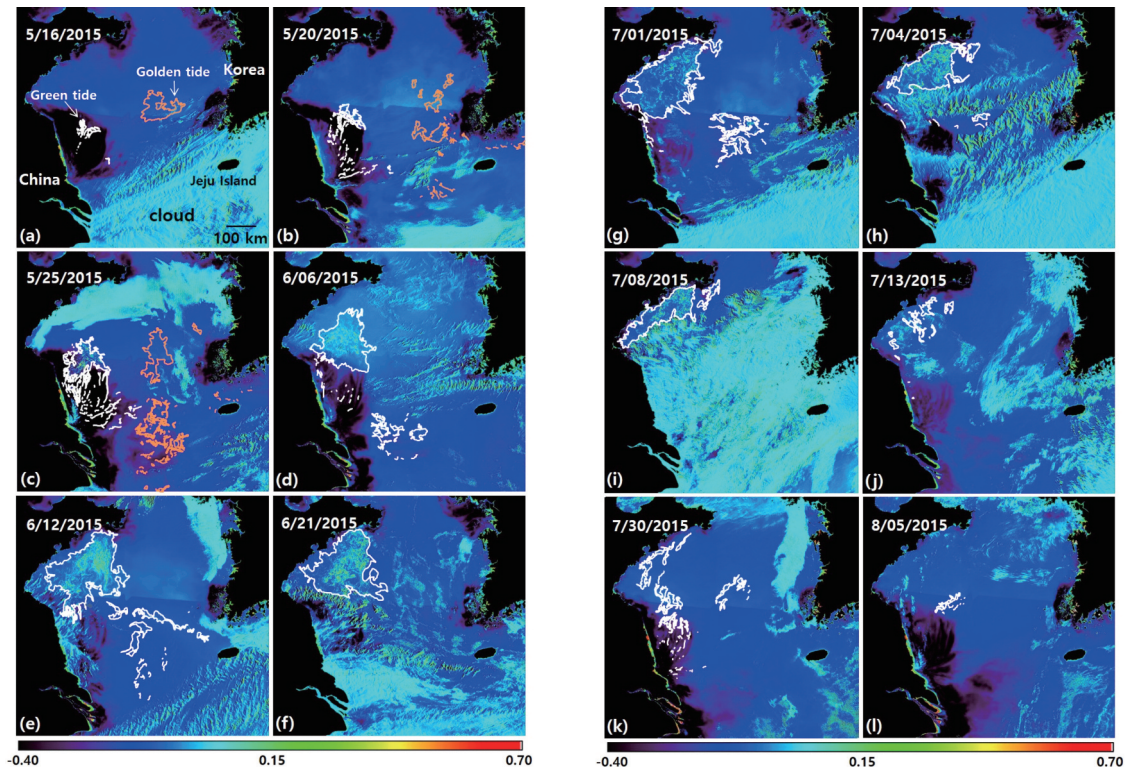 5/16/2015
Golden tide
Korea
Green tide
China
Jeju Island
cloud
100 km
(a)
5/20/2015
(b)
5/25/2015
(c)
6/06/2015
(d)
6/12/2015
(e)
6/21/2015
(f)
-0.40 0.15 0.70
7/01/2015
(g)
7/04/2015
(h)
7/08/2015
(i)
7/13/2015
(j)
7/30/2015
(k)
8/05/2015
(l)
-0.40 0.15 0.70